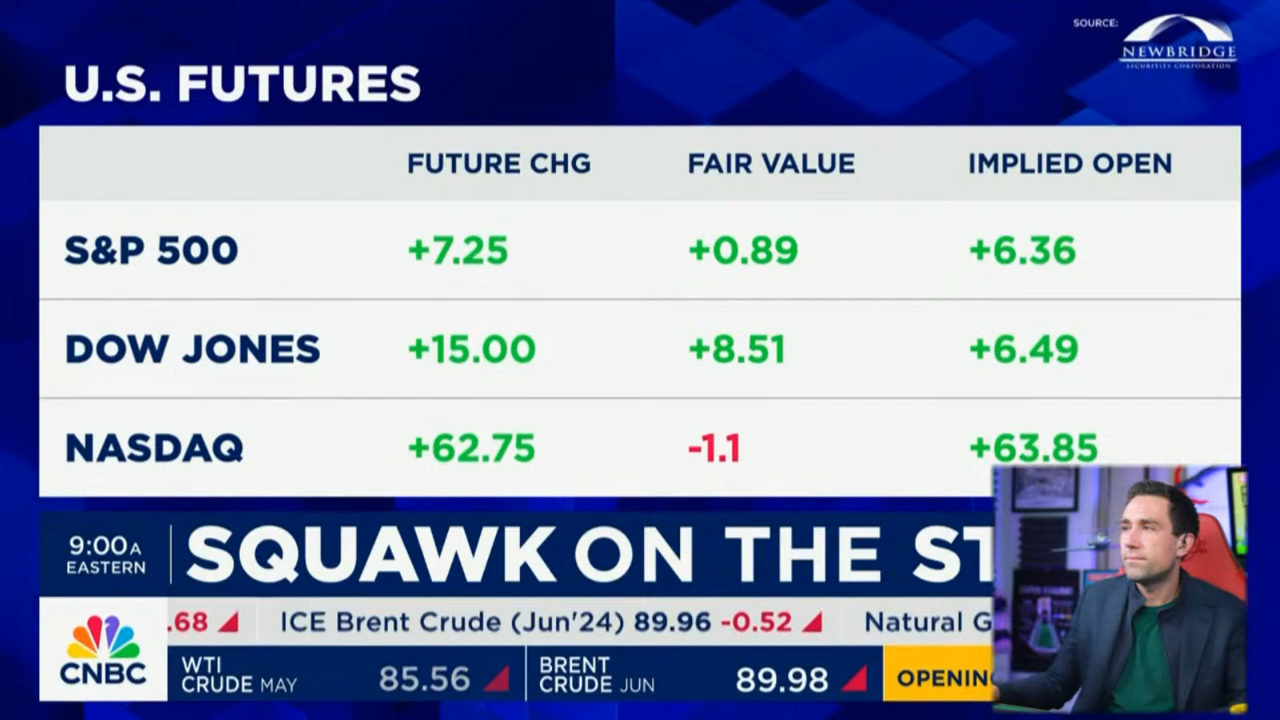 SOURCE:
NEWBRIDGE
SECURITIES CORPORATION
U.S. FUTURES
FUTURE CHG FAIR VALUE IMPLIED OPEN
S&P 500 +7.25 +0.89 +6.36
DOW JONES +15.00 +8.51 +6.49
NASDAQ +62.75 -1.1 +63.85
9:00A
EASTERN
SQUAWK ON THE ST
.68 ICE Brent Crude (Jun'24) 89.96 -0.52 Natural G
CNBC
WTI
CRUDE MAY 85.56
BRENT
CRUDE JUN 89.98
OPENING